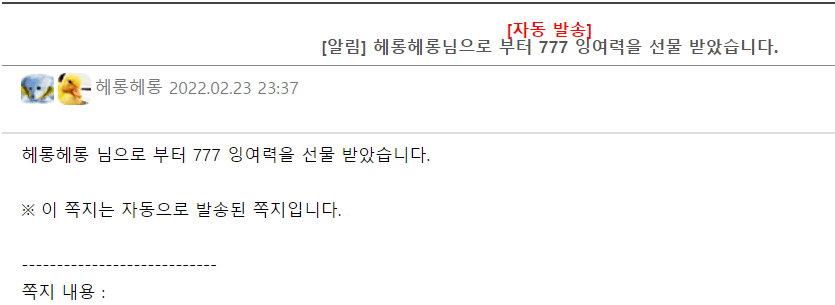 [자동 발송]
[알림] 헤롱헤롱님으로 부터 777 잉여력을 선물 받았습니다.
헤롱헤롱 2022.02.23 23:37
헤롱헤롱 님으로 부터 777 잉여력을 선물 받았습니다.
※ 이 쪽지는 자동으로 발송된 쪽지입니다.
----------------------------
쪽지 내용 :